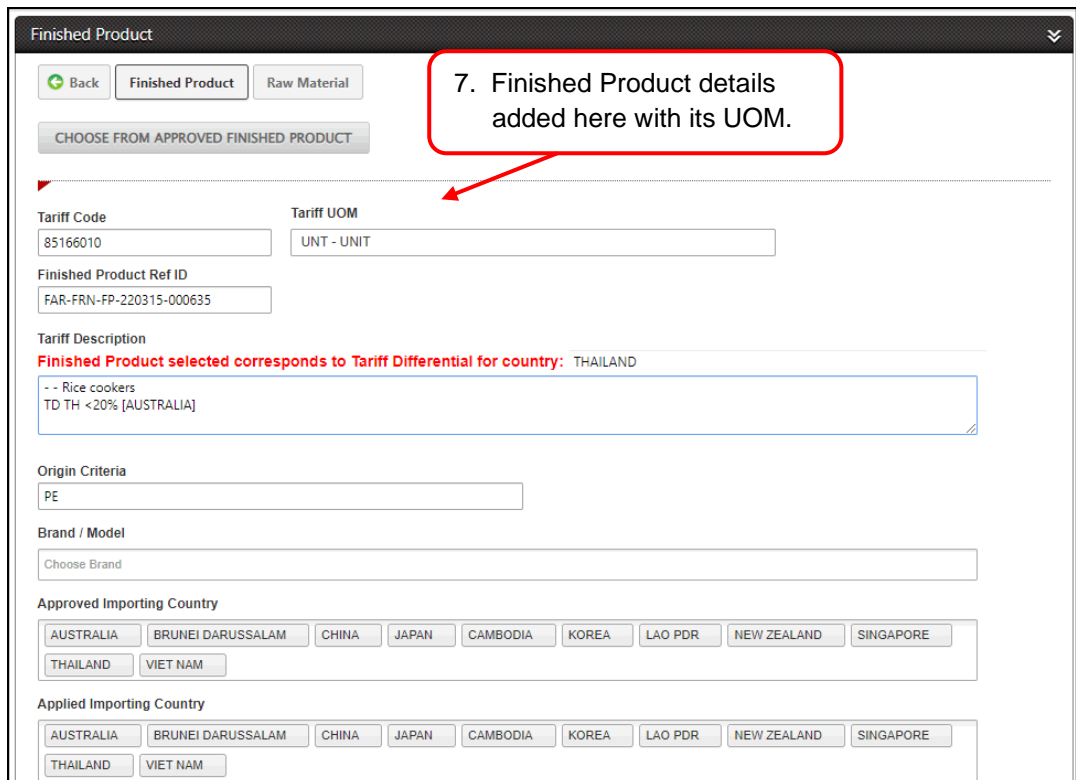 Finished Product
Back Finished Product Raw Material
7. Finished Product details
added here with its UOM.
CHOOSE FROM APPROVED FINISHED PRODUCT
Tariff Code Tariff UOM
85166010 UNT - UNIT
Finished Product Ref ID
FAR-FRN-FP-220315-000635
Tariff Description
Finished Product selected corresponds to Tariff Differential for country: THAILAND
- - Rice cookers
TD TH <20% [AUSTRALIA]
Origin Criteria
PE
Brand / Model
Choose Brand
Approved Importing Country
AUSTRALIA BRUNEI DARUSSALAM CHINA JAPAN CAMBODIA KOREA LAO PDR NEW ZEALAND SINGAPORE
THAILAND VIET NAM
Applied Importing Country
AUSTRALIA BRUNEI DARUSSALAM CHINA JAPAN CAMBODIA KOREA LAO PDR NEW ZEALAND SINGAPORE
THAILAND VIET NAM